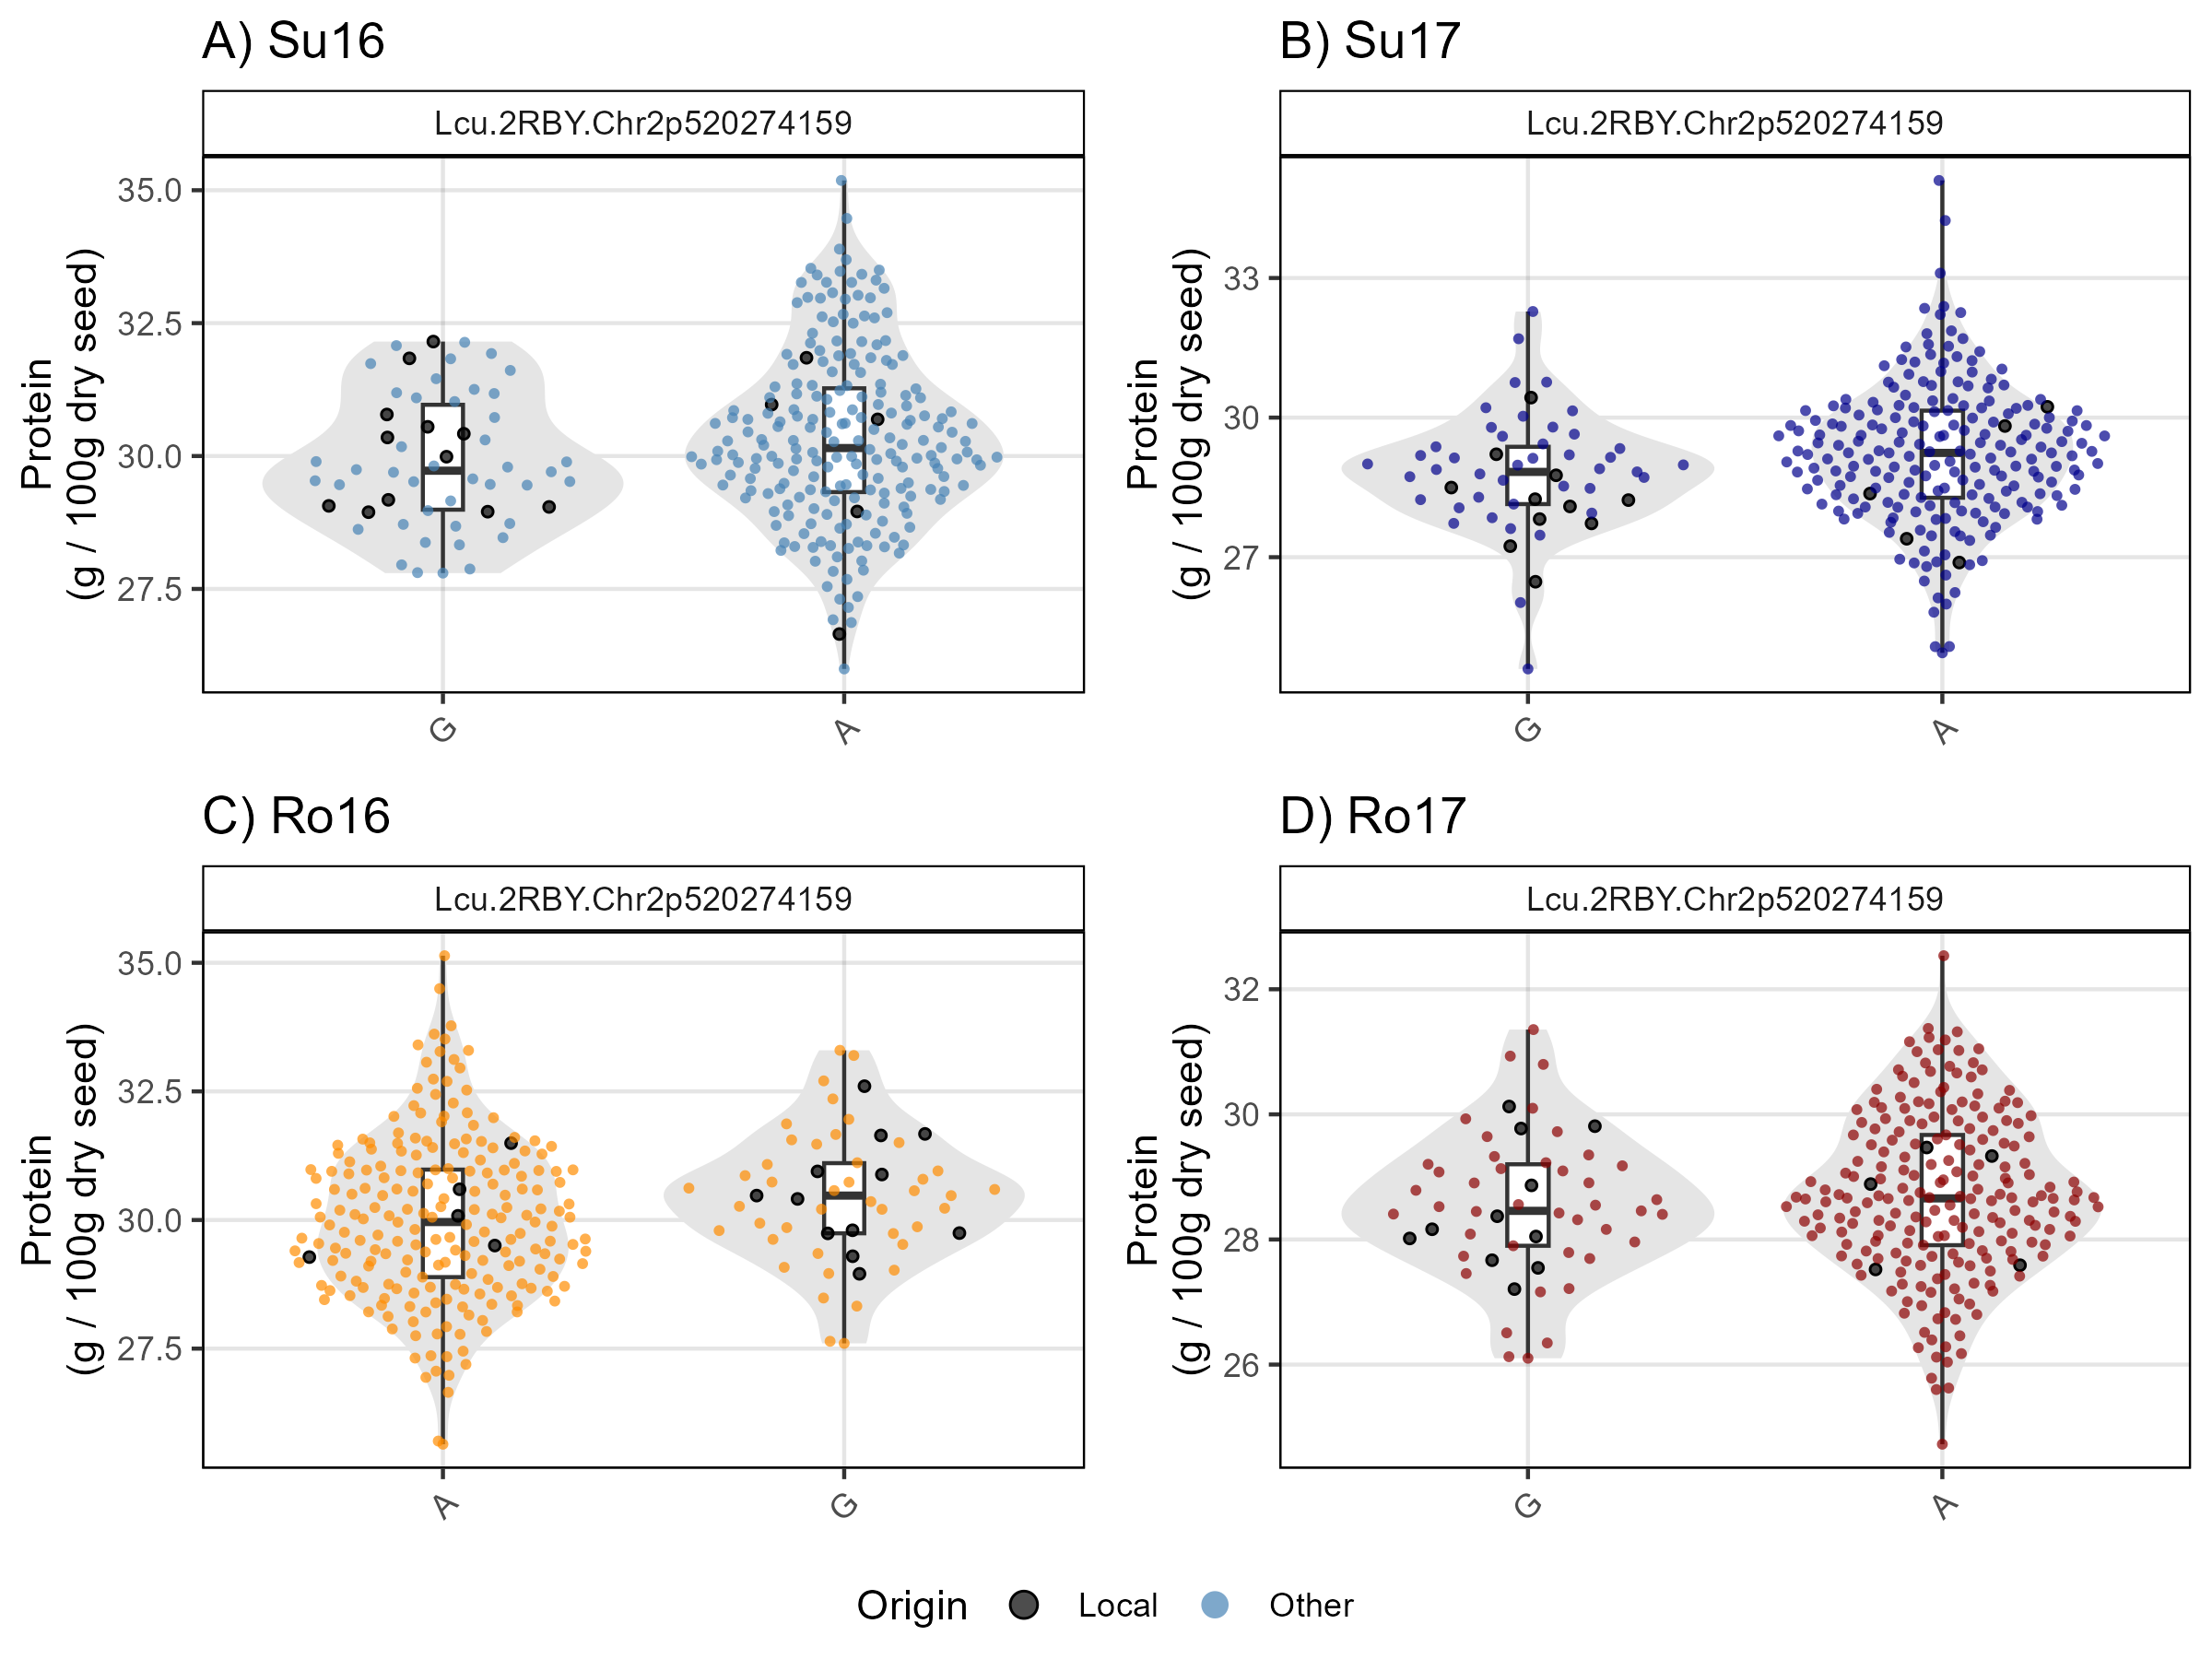 A) Su16
Lcu.2RBY.Chr2p520274159
Protein
(g / 100g dry seed)
35.0
32.5
30.0
27.5
G
A
B) Su17
Lcu.2RBY.Chr2p520274159
Protein
(g / 100g dry seed)
33
30
27
G
A
C) Ro16
Lcu.2RBY.Chr2p520274159
Protein
(g / 100g dry seed)
35.0
32.5
30.0
27.5
A
G
D) Ro17
Lcu.2RBY.Chr2p520274159
Protein
(g / 100g dry seed)
32
30
28
26
G
A
Origin Local Other